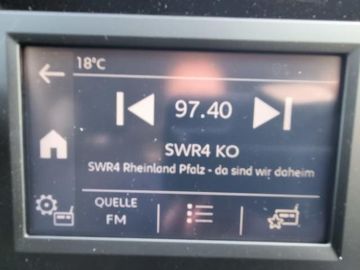 18°C
97.40
SWR4 KO
SWR4 Rheinland Pfalz - da sind wir daheim
QUELLE
FM